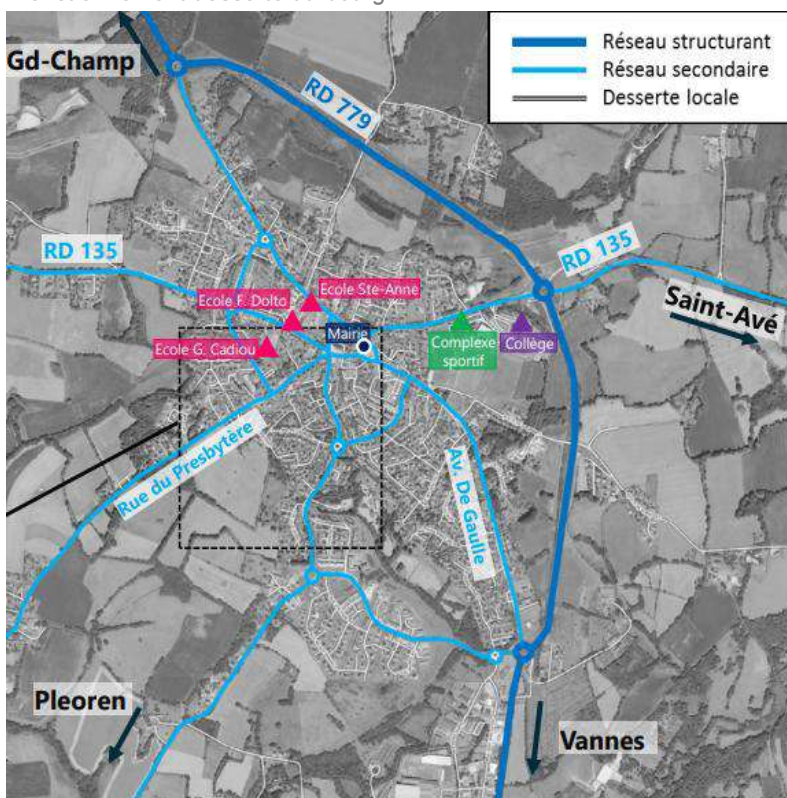 Réseau structurant
Réseau secondaire
Desserte locale
Gd-Champ
RD 779
RD 135
RD 135
Saint-Avé
Ecole Ste-Anne
Ecole F. Dolto
Mairie
Ecole G. Cadiou
Complexe
sportif
Collège
Rue du Presbytère
Av. De Gaulle
Pleoren
Vannes